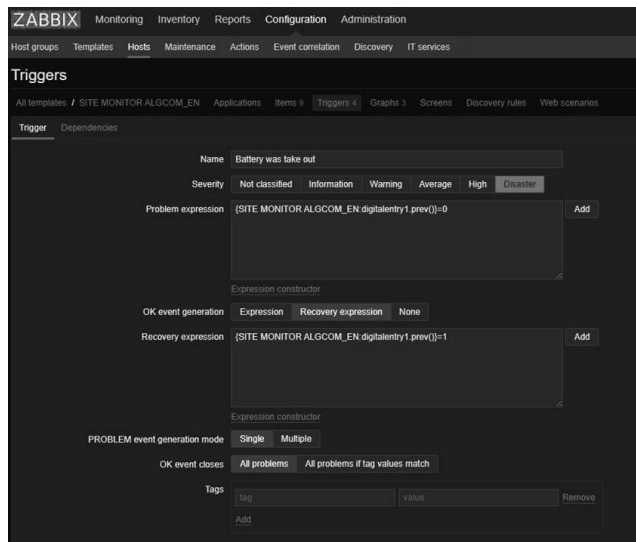 ZABBIX Monitoring Inventory Reports Configuration Administration
Host groups Templates Hosts Maintenance Actions Event correlation Discovery IT services
Triggers
All templates / SITE MONITOR ALGCOM_EN Applications Items 9 Triggers 4 Graphs 3 Screens Discovery rules Web scenarios
Trigger Dependencies
Name Battery was take out
Severity Not classified Information Warning Average High Disaster
Problem expression {SITE MONITOR ALGCOM_EN:digitalentry1.prev()}=0 Add
Expression constructor
OK event generation Expression Recovery expression None
Recovery expression {SITE MONITOR ALGCOM_EN:digitalentry1.prev()}=1 Add
Expression constructor
PROBLEM event generation mode Single Multiple
OK event closes All problems All problems if tag values match
Tags tag value Remove
Add